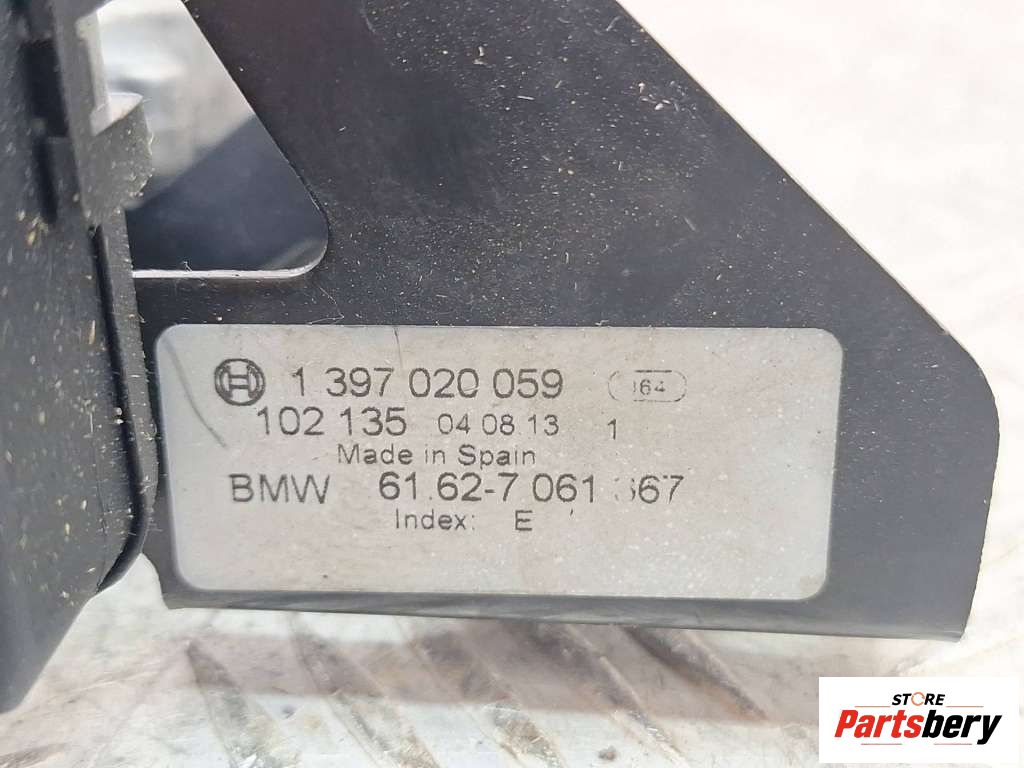 1 397 020 059
102 135 04 08 13 1
Made in Spain
BMW 61.62-7 061
Index: E
STORE
Partsbery